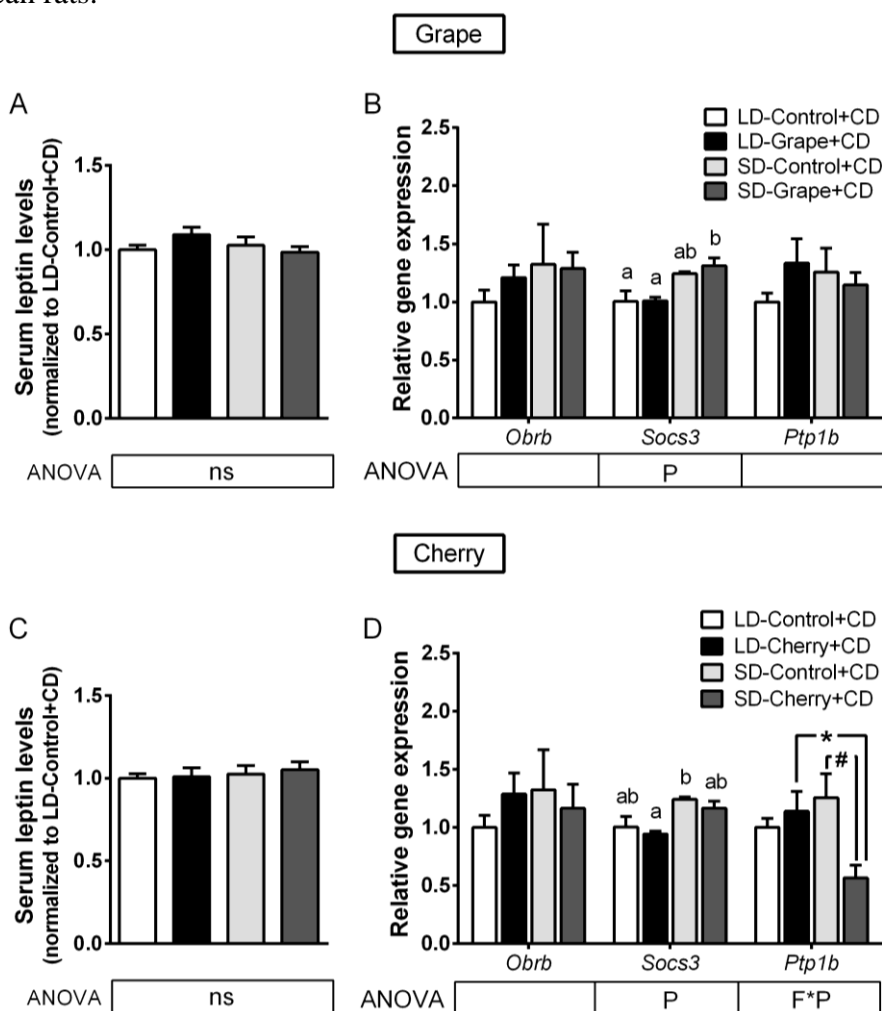 Grape
A
Serum leptin levels
(normalized to LD-Control+CD)
1.5
1.0
0.5
0.0
ANOVA
ns
B
Relative gene expression
2.5
2.0
1.5
1.0
0.5
0.0
LD-Control+CD
LD-Grape+CD
SD-Control+CD
SD-Grape+CD
a a ab b
Obrb Socs3 Ptp1b
ANOVA
P
Cherry
C
Serum leptin levels
(normalized to LD-Control+CD)
1.5
1.0
0.5
0.0
ANOVA
ns
D
Relative gene expression
2.5
2.0
1.5
1.0
0.5
0.0
LD-Control+CD
LD-Cherry+CD
SD-Control+CD
SD-Cherry+CD
ab a b ab
*
#
Obrb Socs3 Ptp1b
ANOVA
P F*P